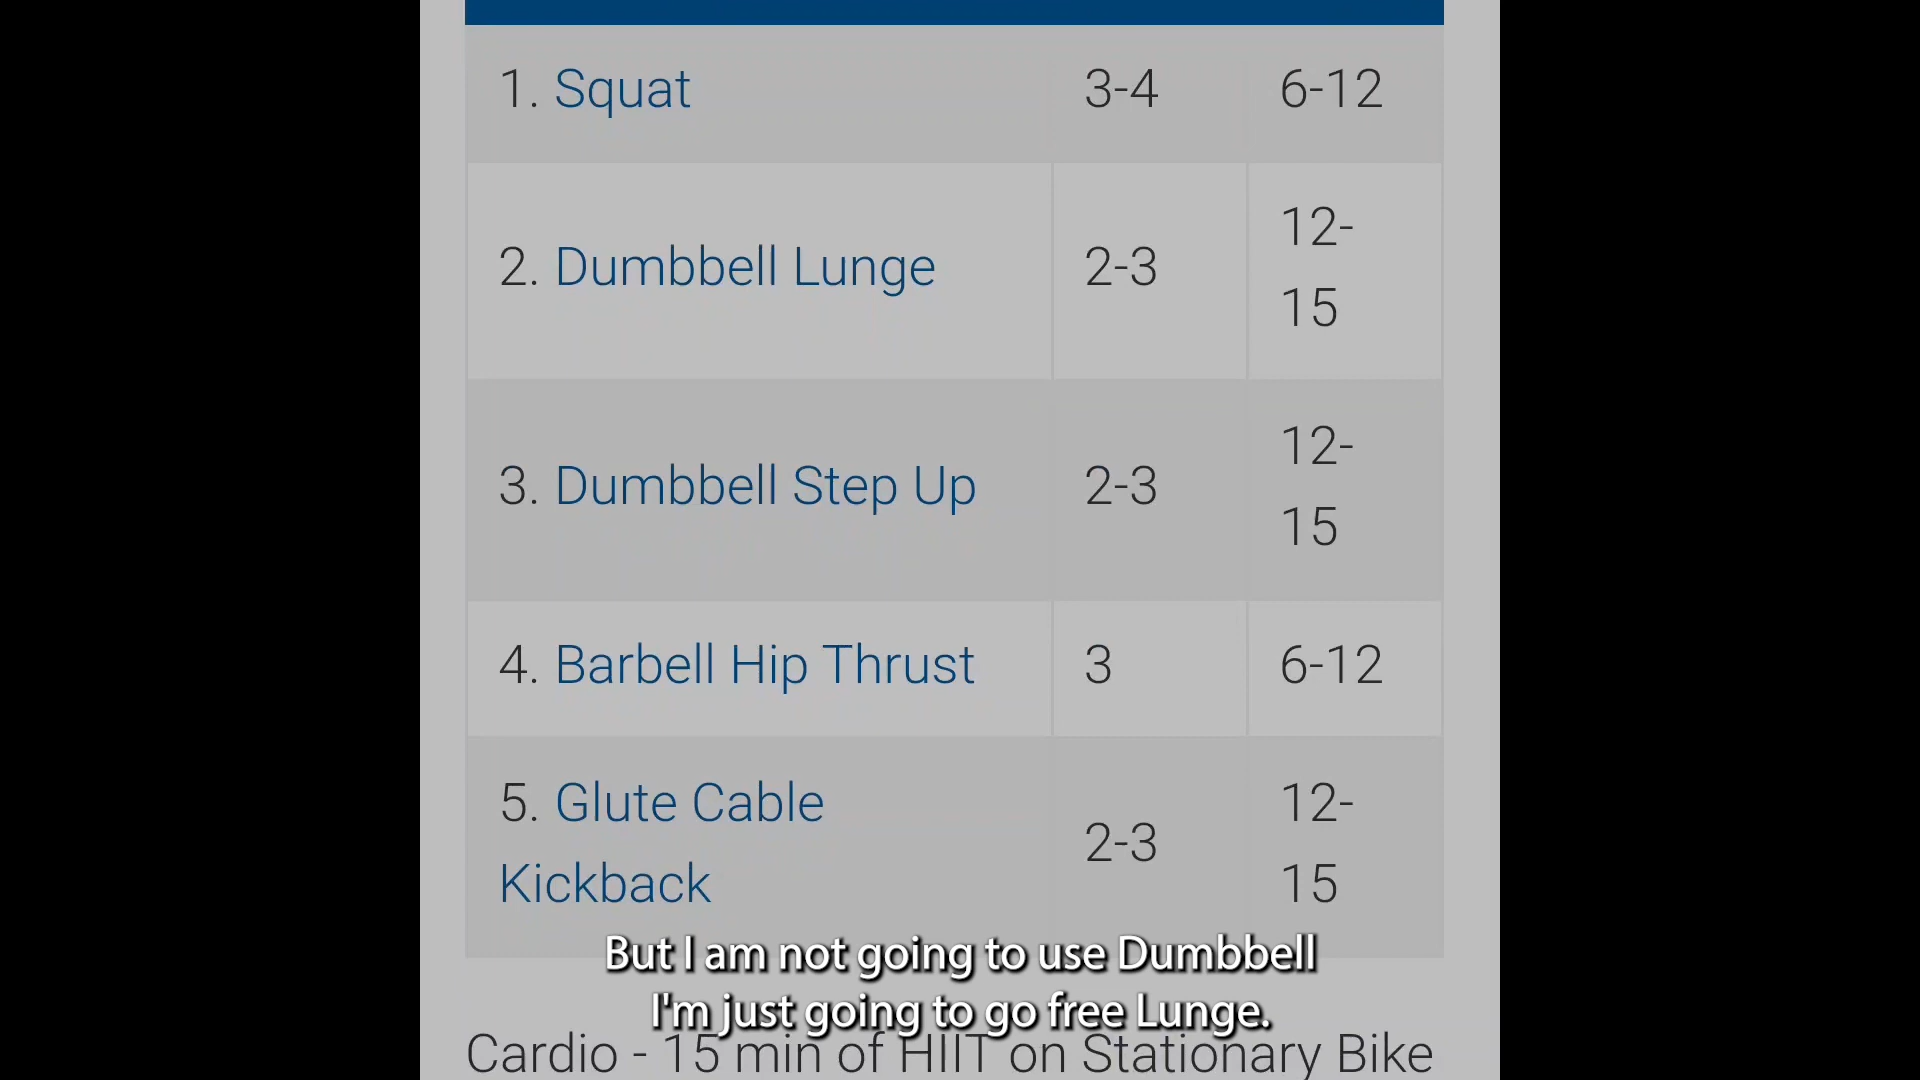 1. Squat 3-4 6-12
2. Dumbbell Lunge 2-3 12-
15
3. Dumbbell Step Up 2-3 12-
15
4. Barbell Hip Thrust 3 6-12
5. Glute Cable 12-
Kickback 2-3 15
But I am not going to use Dumbbell
I'm just going to go free Lunge.
Cardio - 15 min of HIIT on Stationary Bike